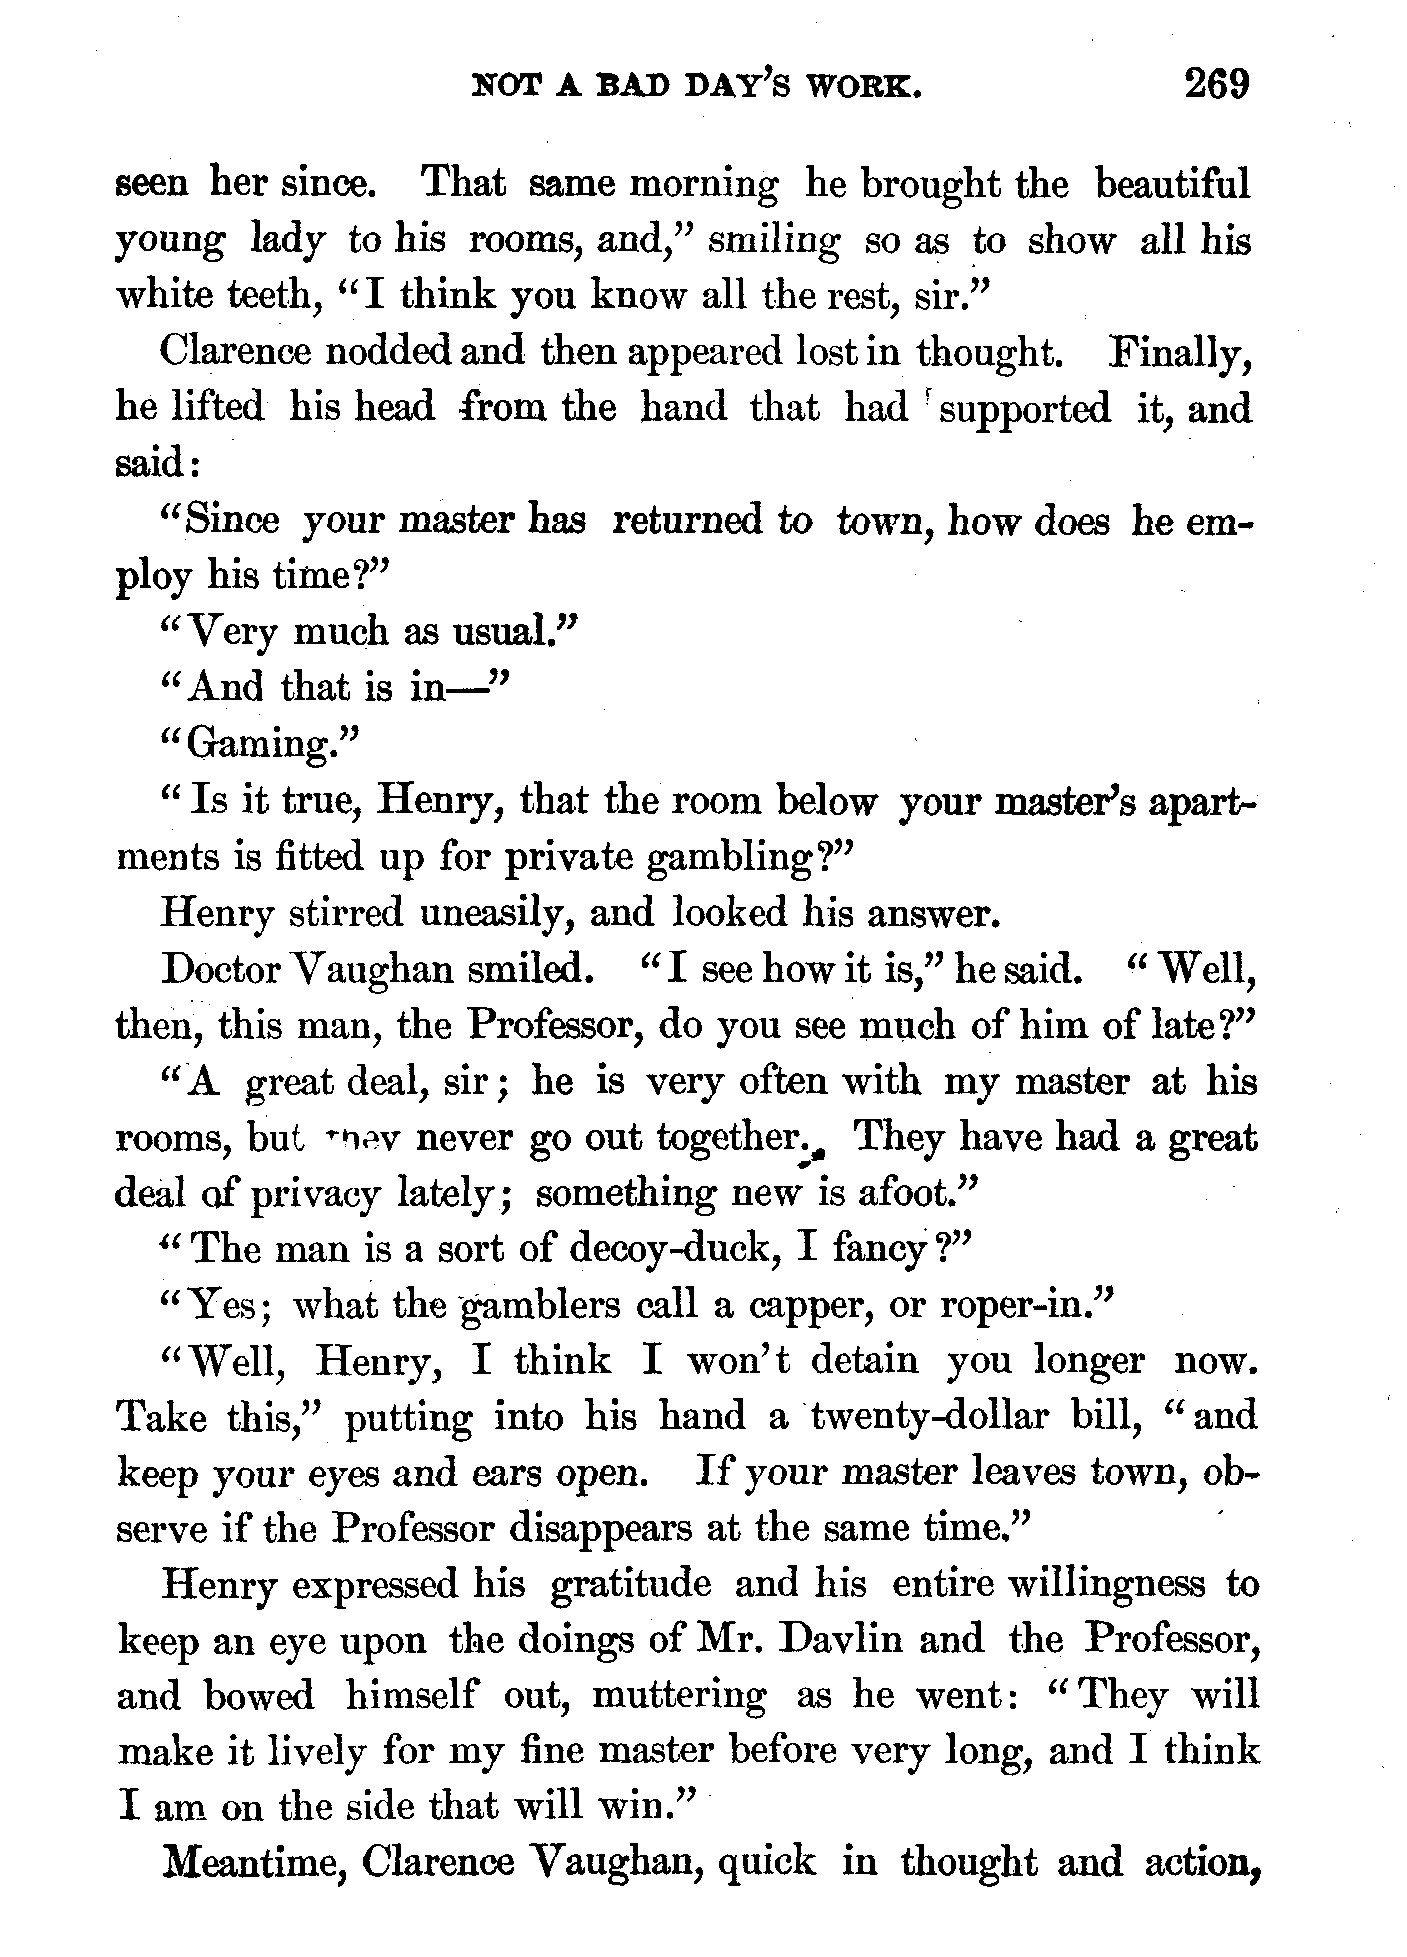 NOT A BAD DAY'S WORK. 269
seen her since. That same morning he brought the beautiful
young lady to his rooms, and,” smiling so as to show all his
white teeth, “I think you know all the rest, sir.”
Clarence nodded and then appeared lost in thought. Finally,
he lifted his head from the hand that had supported it, and
said:
“Since your master has returned to town, how does he em-
ploy his time?”
“Very much as usual.”
“And that is in—”
“Gaming.”
“Is it true, Henry, that the room below your master's apart-
ments is fitted up for private gambling?”
Henry stirred uneasily, and looked his answer.
Doctor Vaughan smiled. “I see how it is,” he said. “Well,
then, this man, the Professor, do you see much of him of late?”
“A great deal, sir; he is very often with my master at his
rooms, but they never go out together. They have had a great
deal of privacy lately; something new is afoot.”
“The man is a sort of decoy-duck, I fancy?”
“Yes; what the gamblers call a capper, or roper-in.”
“Well, Henry, I think I won't detain you longer now.
Take this,” putting into his hand a twenty-dollar bill, “and
keep your eyes and ears open. If your master leaves town, ob-
serve if the Professor disappears at the same time.”
Henry expressed his gratitude and his entire willingness to
keep an eye upon the doings of Mr. Davlin and the Professor,
and bowed himself out, muttering as he went: “They will
make it lively for my fine master before very long, and I think
I am on the side that will win.”
Meantime, Clarence Vaughan, quick in thought and action,